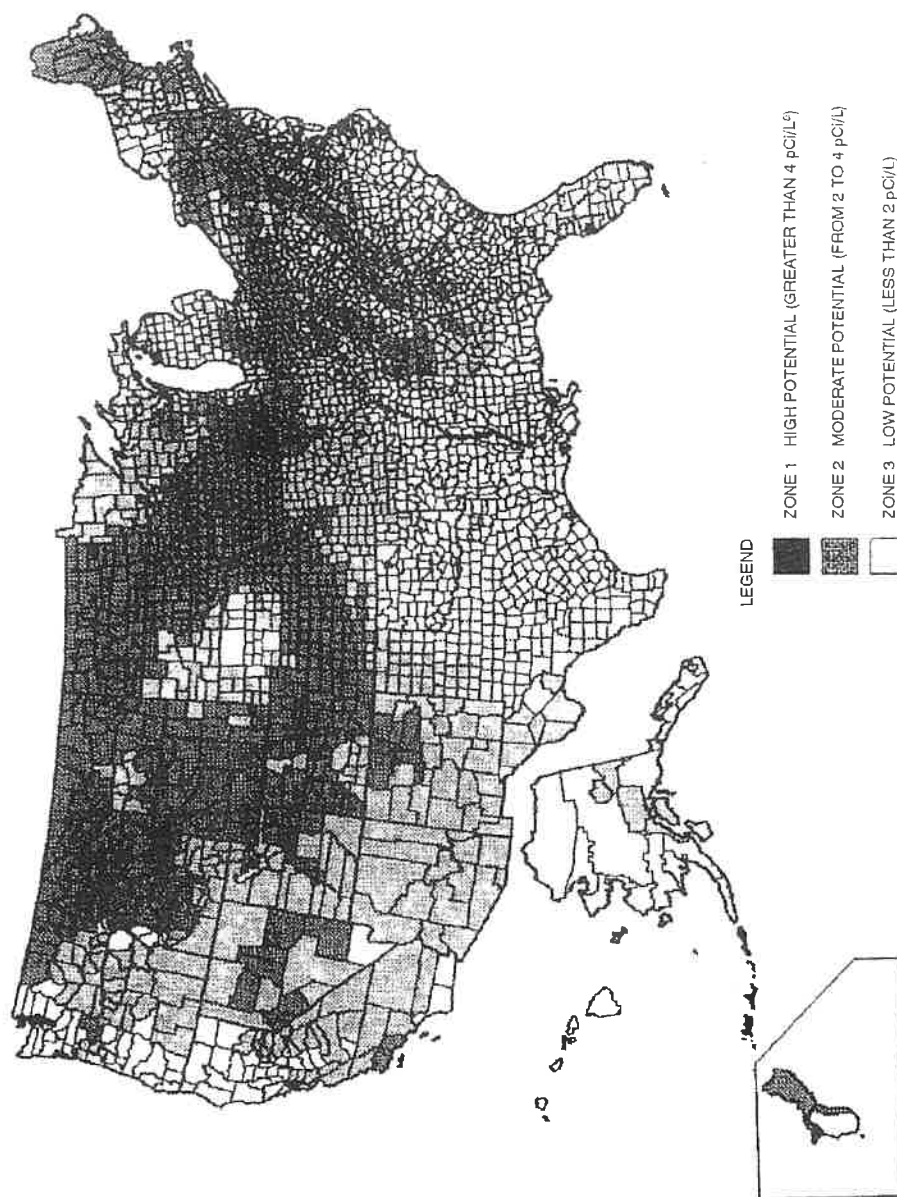 LEGEND
ZONE 1 HIGH POTENTIAL (GREATER THAN 4 pCi/Lᶜ)
ZONE 2 MODERATE POTENTIAL (FROM 2 TO 4 pCi/L)
ZONE 3 LOW POTENTIAL (LESS THAN 2 pCi/L)